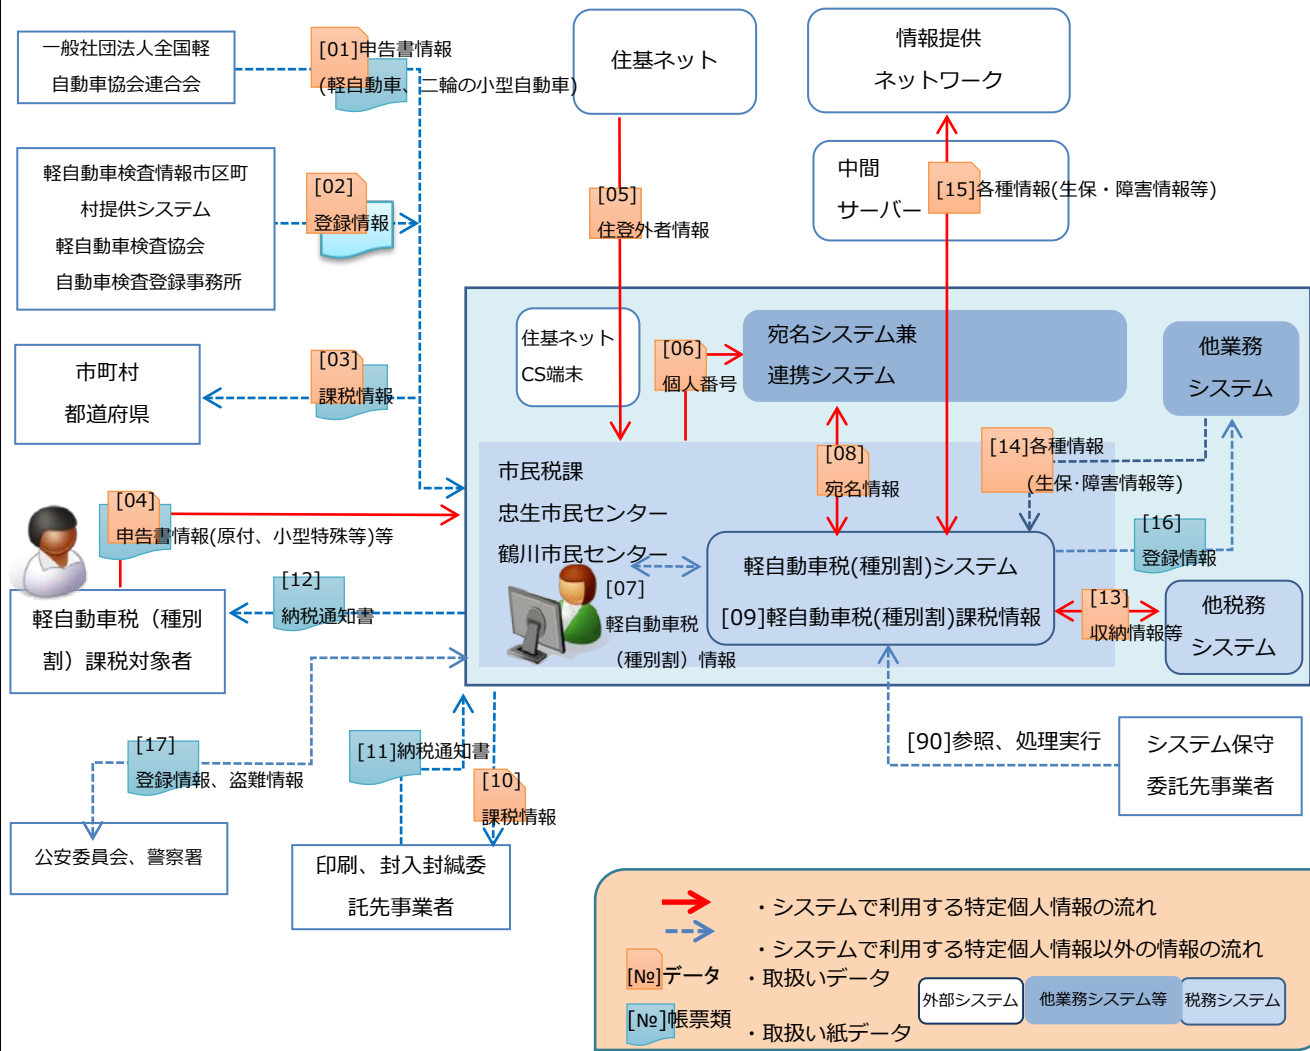 一般社団法人全国軽
自動車協会連合会
[01]申告書情報
(軽自動車、二輪の小型自動車)
住基ネット
情報提供
ネットワーク
軽自動車検査情報市区町
村提供システム
軽自動車検査協会
自動車検査登録事務所
[02]
登録情報
[05]
住登外者情報
中間
サーバー
[15]各種情報(生保・障害情報等)
市町村
都道府県
[03]
課税情報
住基ネット
CS端末
[06]
個人番号
宛名システム兼
連携システム
他業務
システム
[04]
申告書情報(原付、小型特殊等)等
市民税課
忠生市民センター
鶴川市民センター
[08]
宛名情報
[14]各種情報
(生保・障害情報等)
[16]
登録情報
軽自動車税（種別
割）課税対象者
[12]
納税通知書
[07]
軽自動車税
（種別割）情報
軽自動車税(種別割)システム
[09]軽自動車税(種別割)課税情報
[13]
収納情報等
他税務
システム
[17]
登録情報、盗難情報
[11]納税通知書
[10]
課税情報
[90]参照、処理実行
システム保守
委託先事業者
公安委員会、警察署
印刷、封入封緘委
託先事業者
・システムで利用する特定個人情報の流れ
・システムで利用する特定個人情報以外の情報の流れ
[№]データ ・取扱いデータ
[№]帳票類 ・取扱い紙データ
外部システム 他業務システム等 税務システム